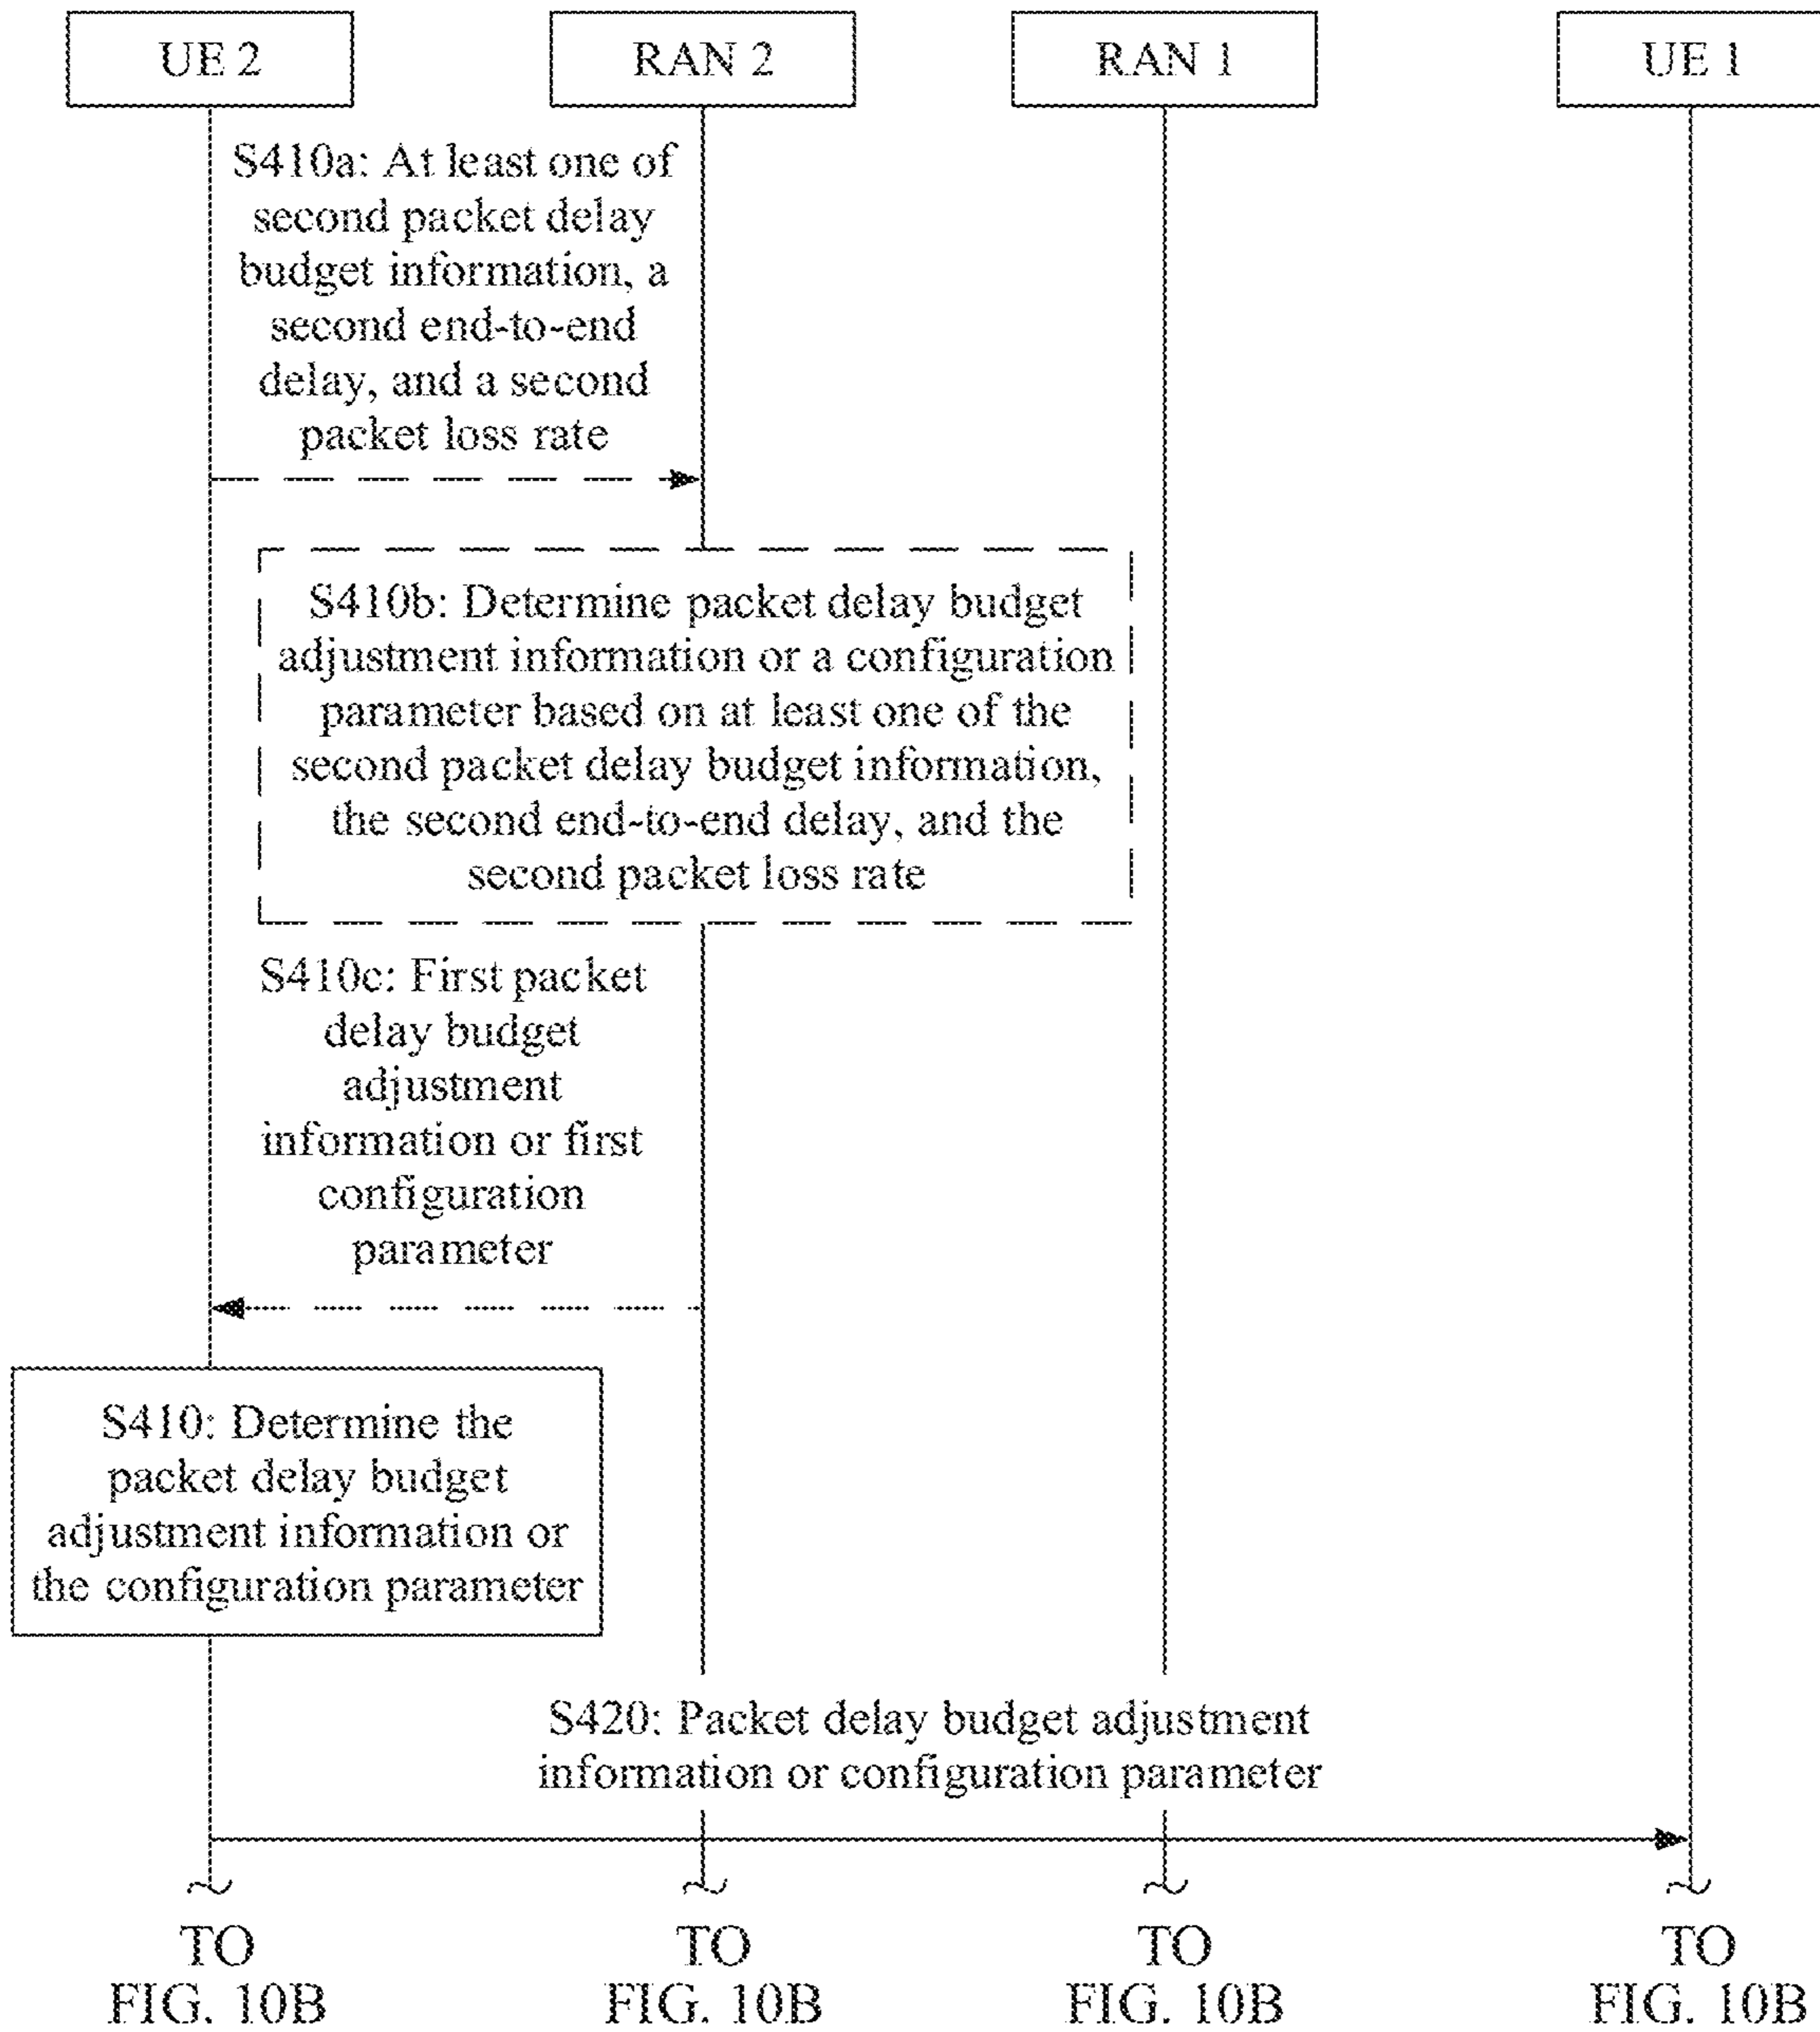 UE 2
RAN 2
RAN 1
UE 1
S410a: At least one of
second packet delay
budget information, a
second end-to-end
delay, and a second
packet loss rate
S410b: Determine packet delay budget
adjustment information or a configuration
parameter based on at least one of the
second packet delay budget information,
the second end-to-end delay, and the
second packet loss rate
S410c: First packet
delay budget
adjustment
information or first
configuration
parameter
S410: Determine the
packet delay budget
adjustment information or
the configuration parameter
S420: Packet delay budget adjustment
information or configuration parameter
TO
FIG. 10B
TO
FIG. 10B
TO
FIG. 10B
TO
FIG. 10B